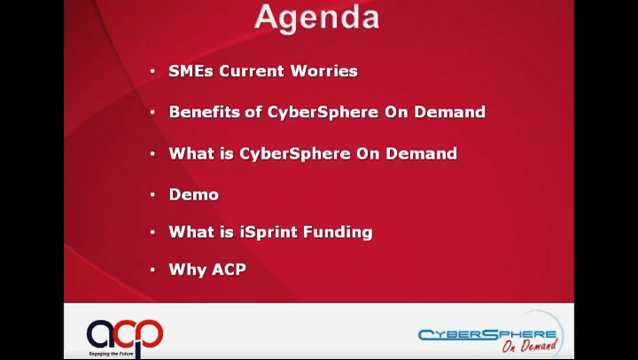 Agenda
• SMEs Current Worries
• Benefits of CyberSphere On Demand
• What is CyberSphere On Demand
• Demo
• What is iSprint Funding
• Why ACP
acp
Engaging the Future
CYBERSPHERE
On Demand